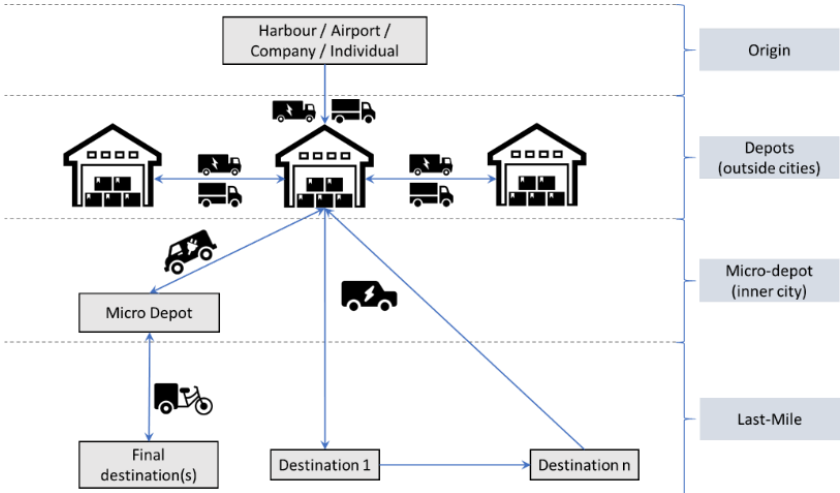 Harbour / Airport /
Company / Individual
Origin
Depots
(outside cities)
Micro-depot
(inner city)
Micro Depot
Last-Mile
Final
destination(s)
Destination 1
Destination n